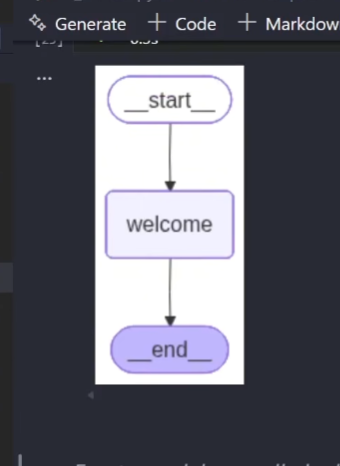 Generate + Code + Markdow
...
__start__
welcome
__end__